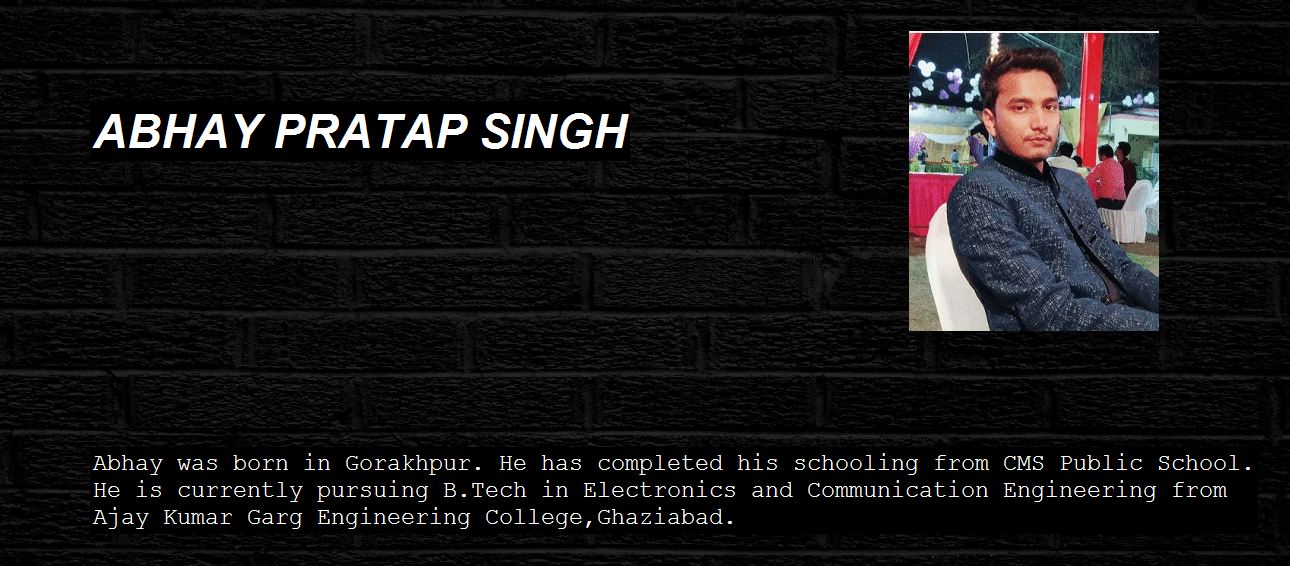 ABHAY PRATAP SINGH
Abhay was born in Gorakhpur. He has completed his schooling from CMS Public School.
He is currently pursuing B.Tech in Electronics and Communication Engineering from
Ajay Kumar Garg Engineering College,Ghaziabad.